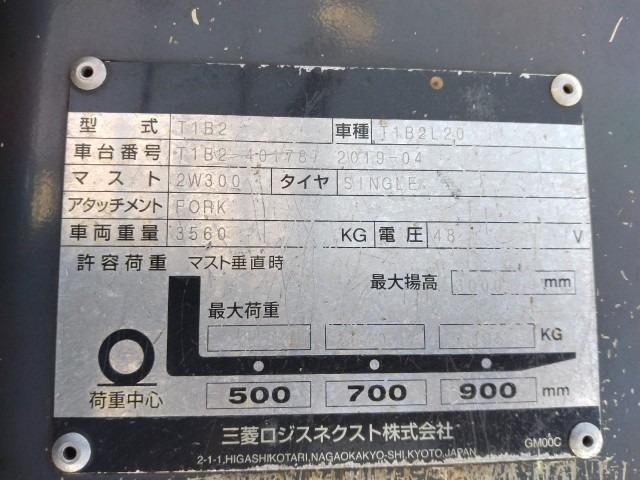 型 式 T1B2 車種 T1B2L20
車台番号 T1B2-401787 2019-04
マスト 2W300 タイヤ SINGLE
アタッチメント FORK
車両重量 3560 KG 電圧 48 V
許容荷重 マスト垂直時
最大揚高 3000 mm
最大荷重
KG
荷重中心 500 700 900 mm
三菱ロジスネクスト株式会社 GM00C
2-1-1,HIGASHIKOTARI,NAGAOKAKYO-SHI,KYOTO,JAPAN